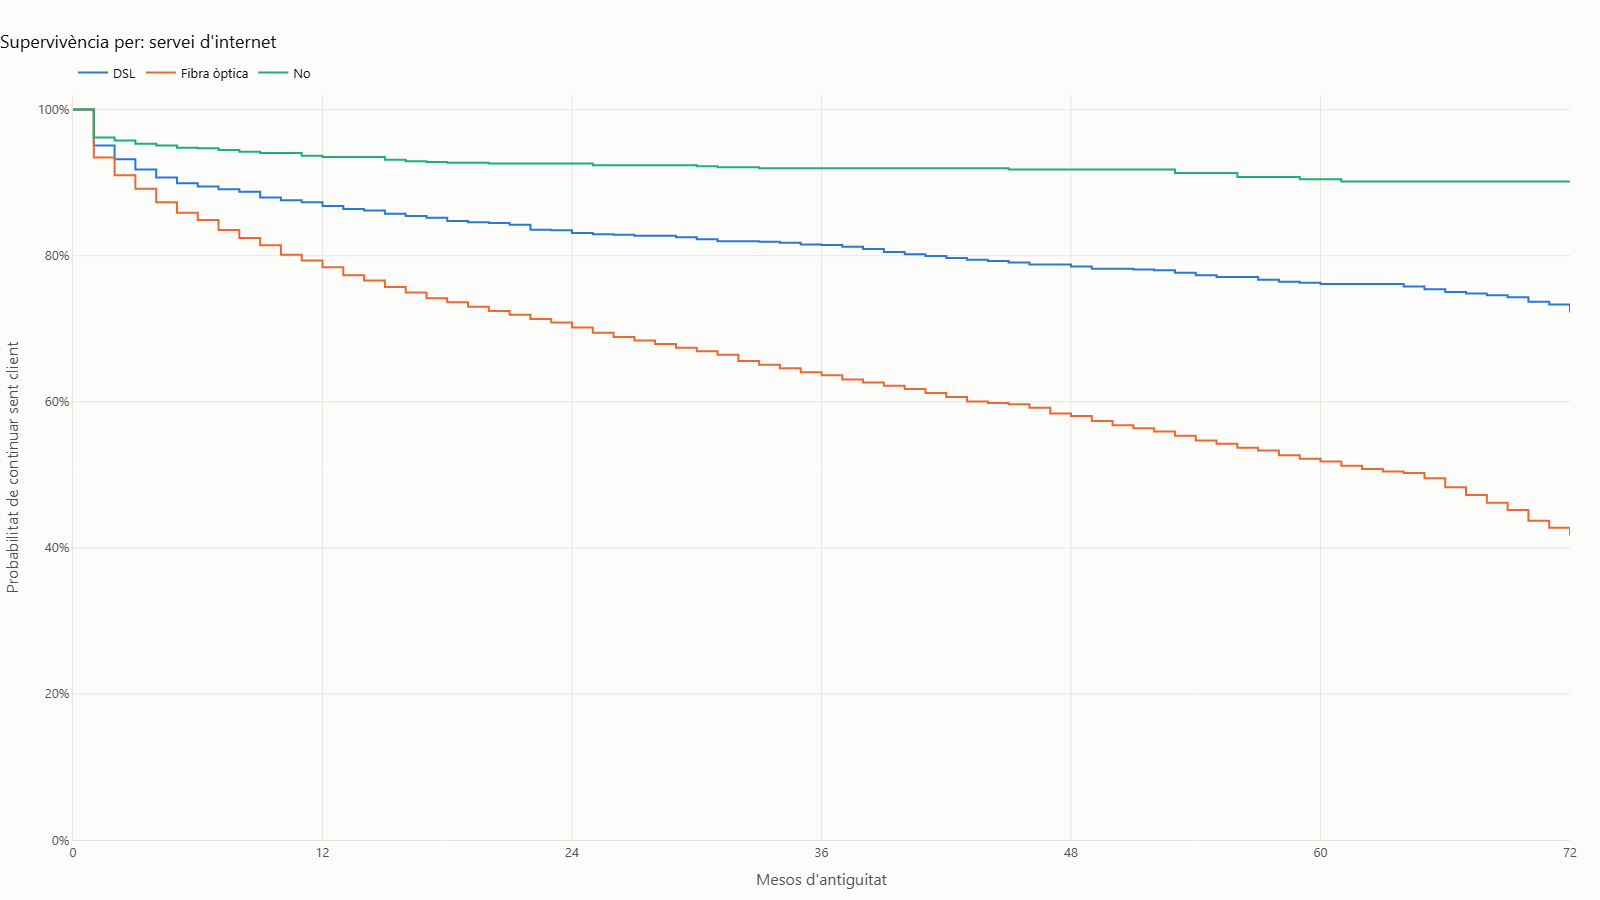 Supervivència per: servei d'internet
DSL Fibra òptica No
100%
80%
60%
40%
20%
0%
Probabilitat de continuar sent client
0 12 24 36 48 60 72
Mesos d'antiguitat